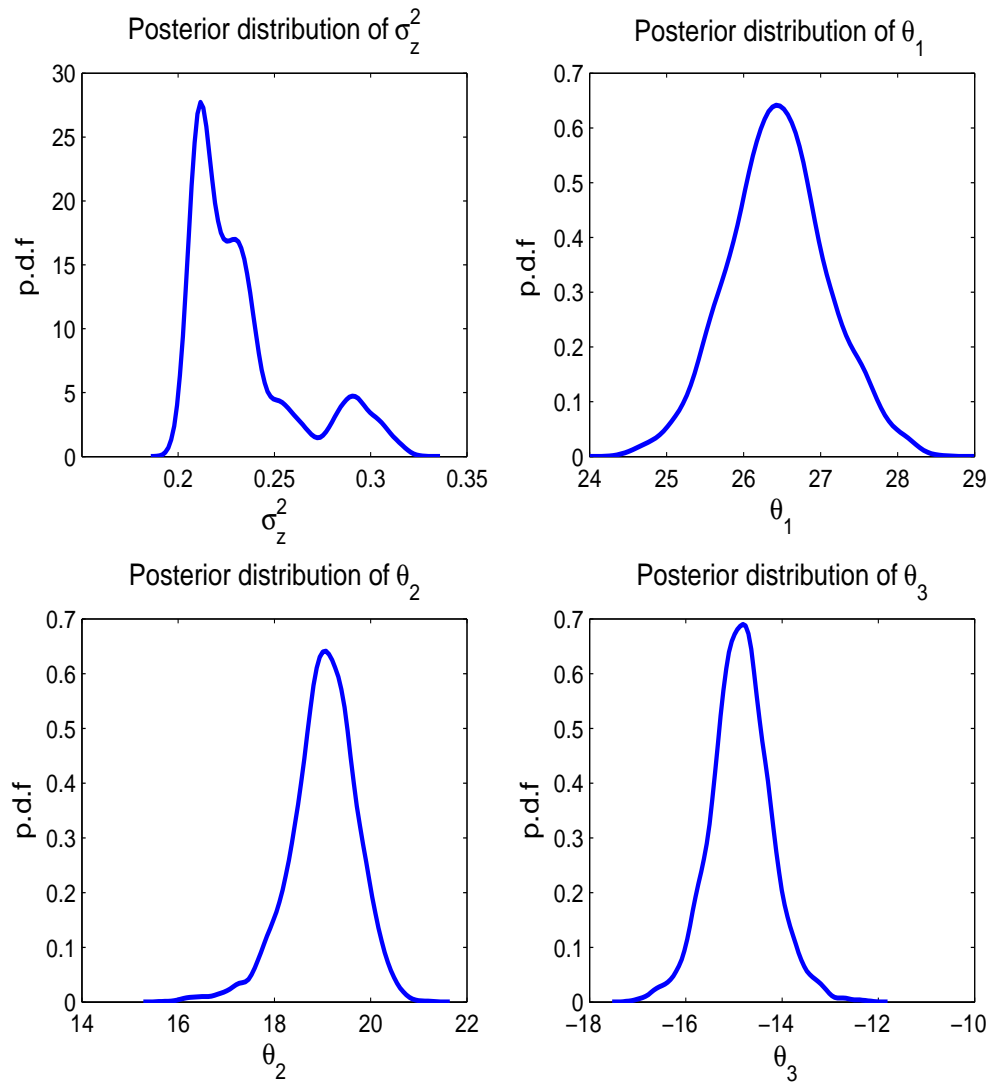 Posterior distribution of σ_z^2
30
25
20
15
10
5
0
p.d.f
0.2 0.25 0.3 0.35
σ_z^2
Posterior distribution of θ_1
0.7
0.6
0.5
0.4
0.3
0.2
0.1
0
p.d.f
24 25 26 27 28 29
θ_1
Posterior distribution of θ_2
0.7
0.6
0.5
0.4
0.3
0.2
0.1
0
p.d.f
14 16 18 20 22
θ_2
Posterior distribution of θ_3
0.7
0.6
0.5
0.4
0.3
0.2
0.1
0
p.d.f
−18 −16 −14 −12 −10
θ_3